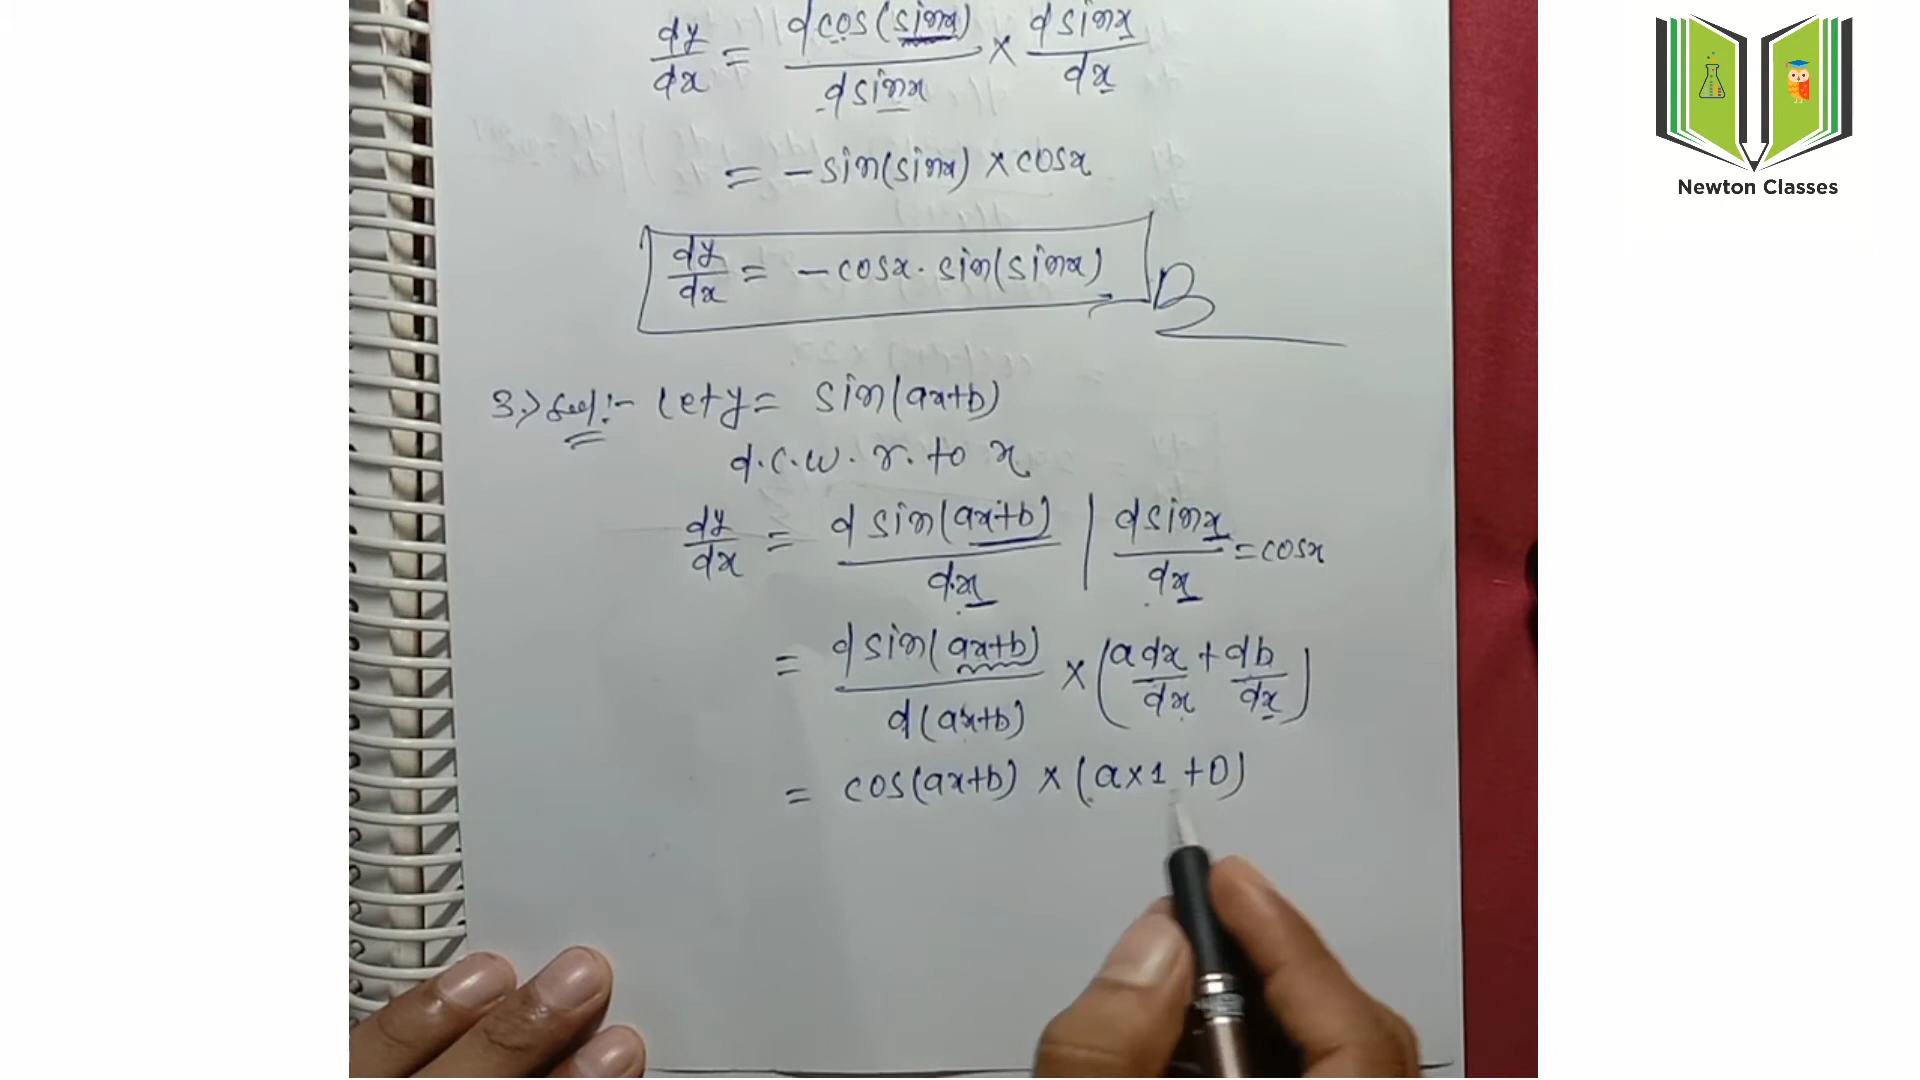 dy/dx = d cos(sinx)/d sinx × d sinx/dx
= - sin(sinx) × cosx
dy/dx = - cosx · sin(sinx)
3.) Sol:- Let y = sin(ax+b)
d.c.w.r. to x
dy/dx = d sin(ax+b)/dx | d sinx/dx = cosx
= d sin(ax+b)/d(ax+b) × (a dx/dx + db/dx)
= cos(ax+b) × (a×1 + 0)
Newton Classes